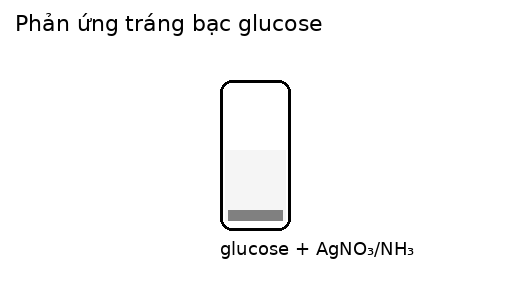 Phản ứng tráng bạc glucose
glucose + AgNO₃/NH₃